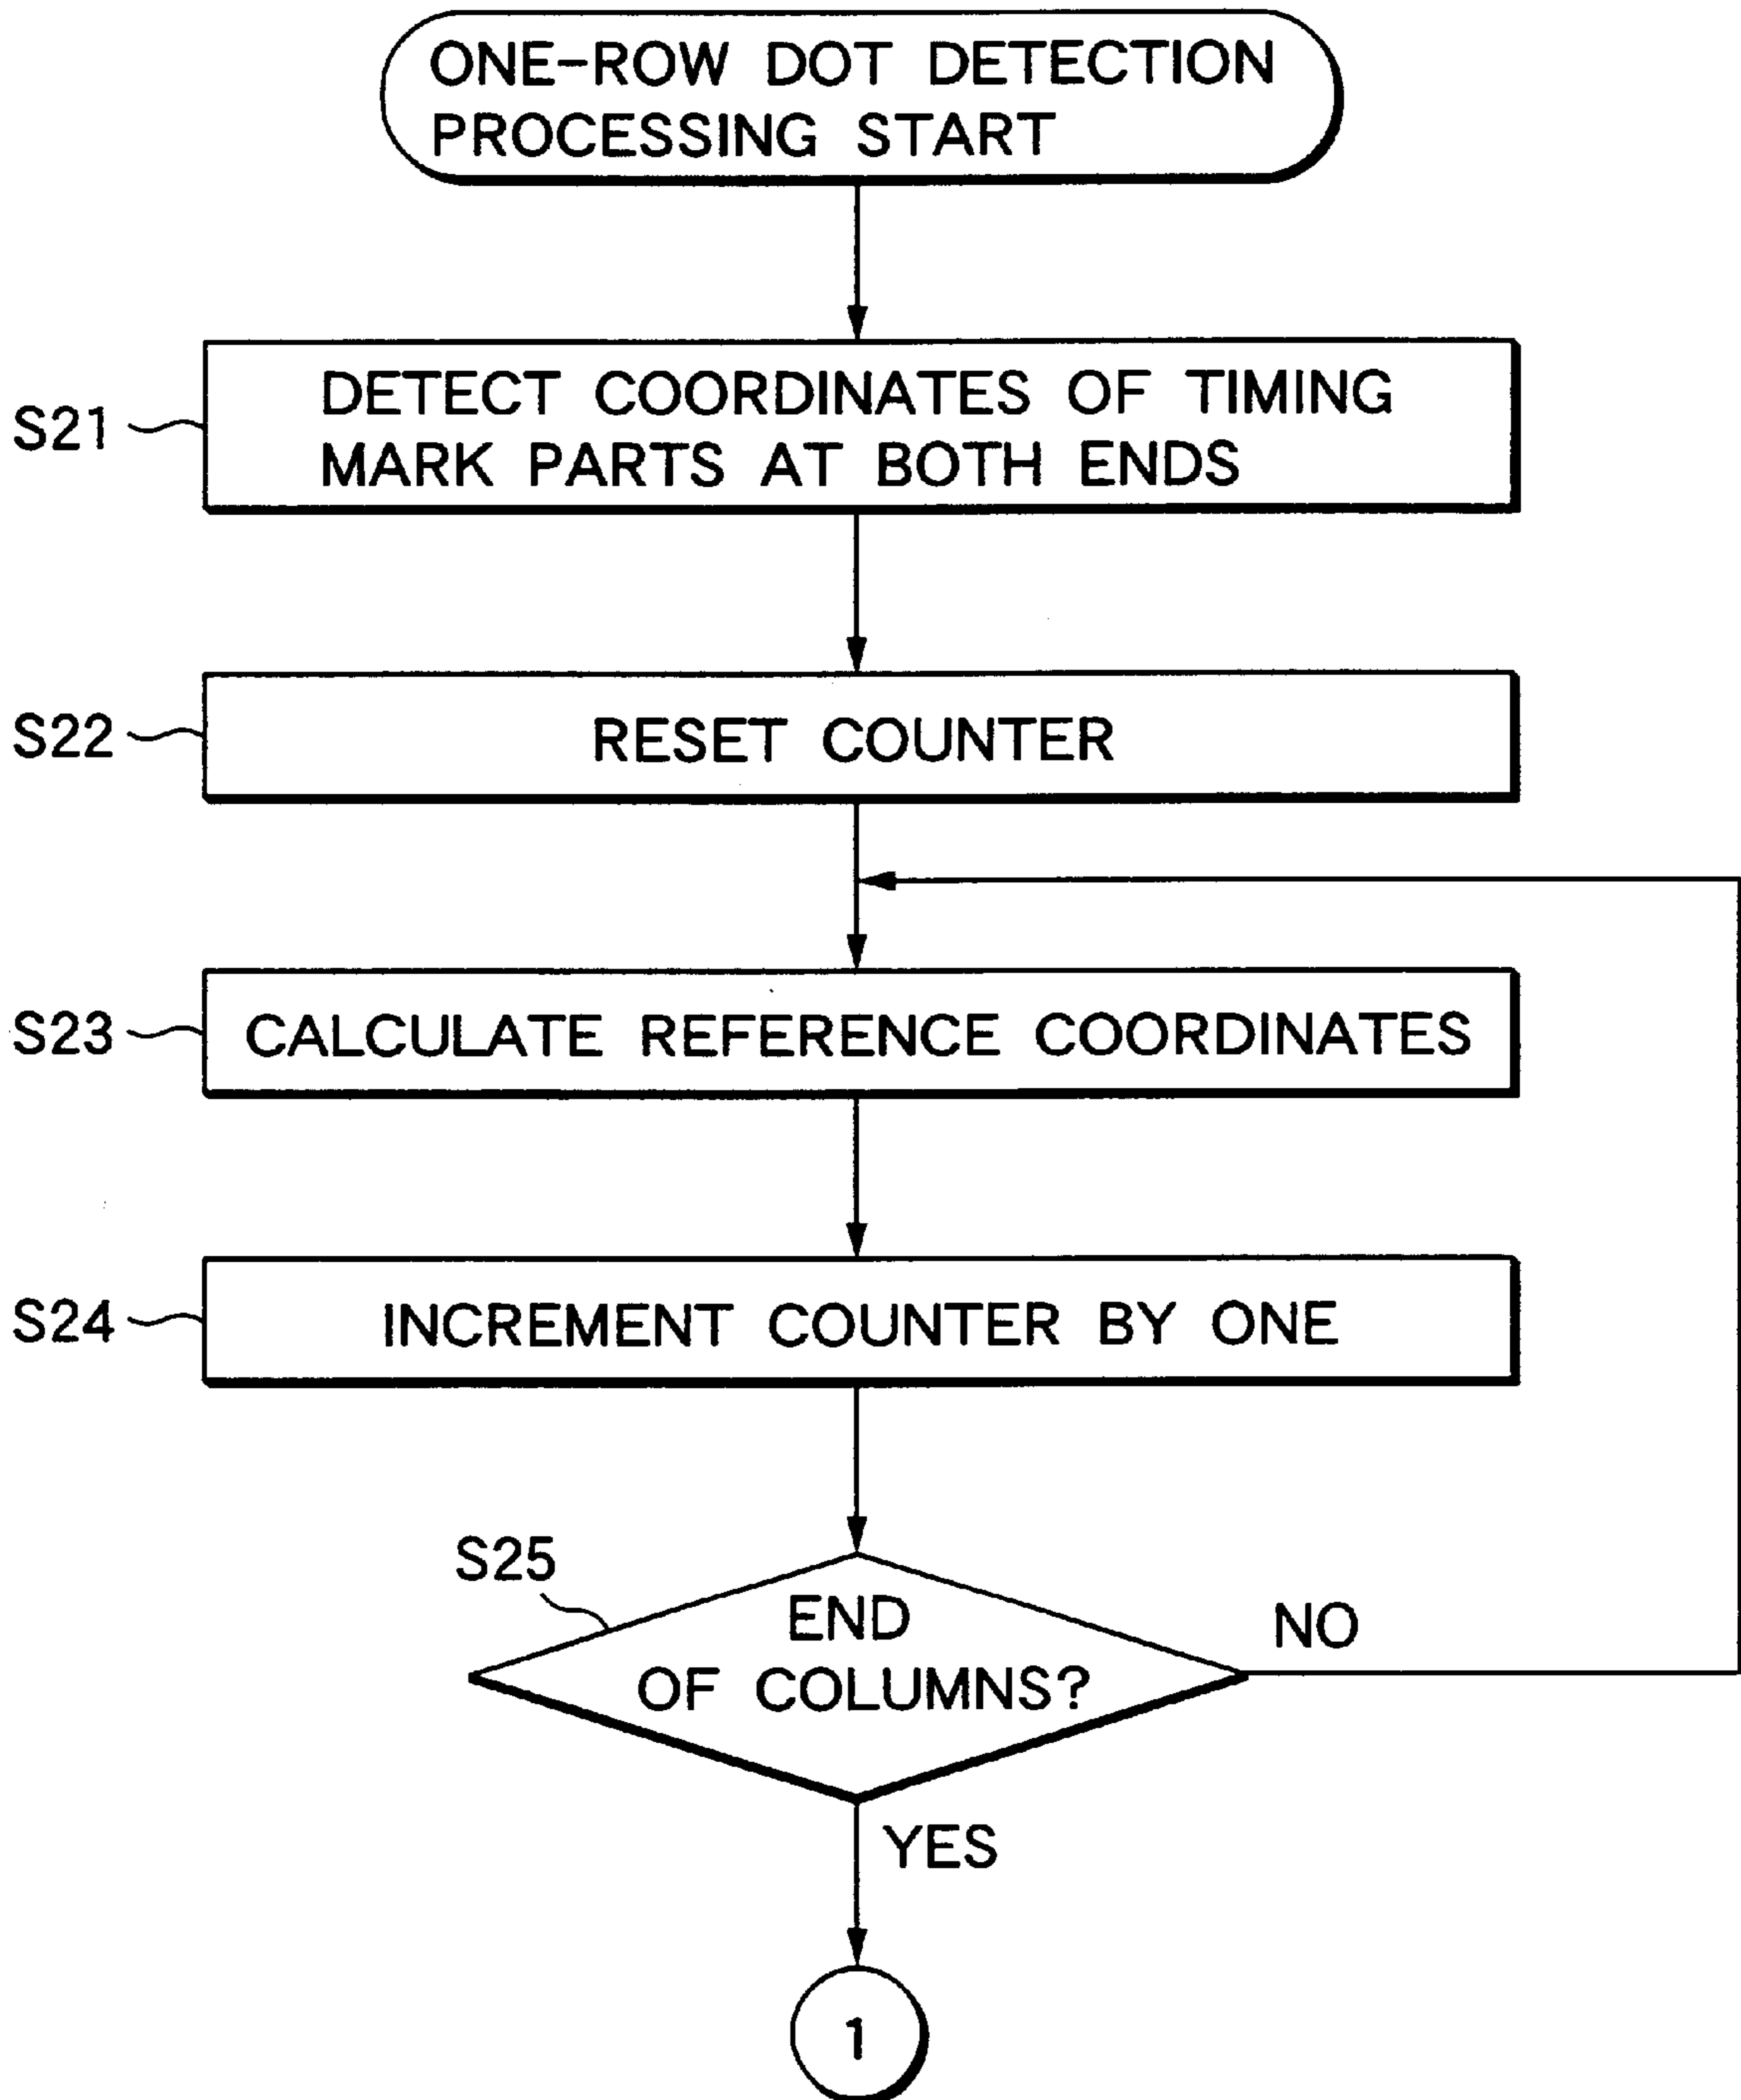 ONE-ROW DOT DETECTION
PROCESSING START
S21
DETECT COORDINATES OF TIMING
MARK PARTS AT BOTH ENDS
S22
RESET COUNTER
S23
CALCULATE REFERENCE COORDINATES
S24
INCREMENT COUNTER BY ONE
S25
END
OF COLUMNS?
NO
YES
1